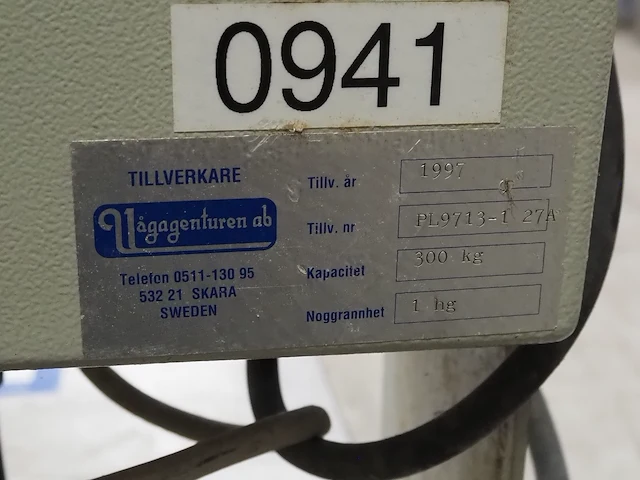 0941
TILLVERKARE
Vågagenturen ab
Telefon 0511-130 95
532 21 SKARA
SWEDEN
Tillv. år 1997
Tillv. nr PL9713-1 27A
Kapacitet 300 kg
Noggrannhet 1 hg